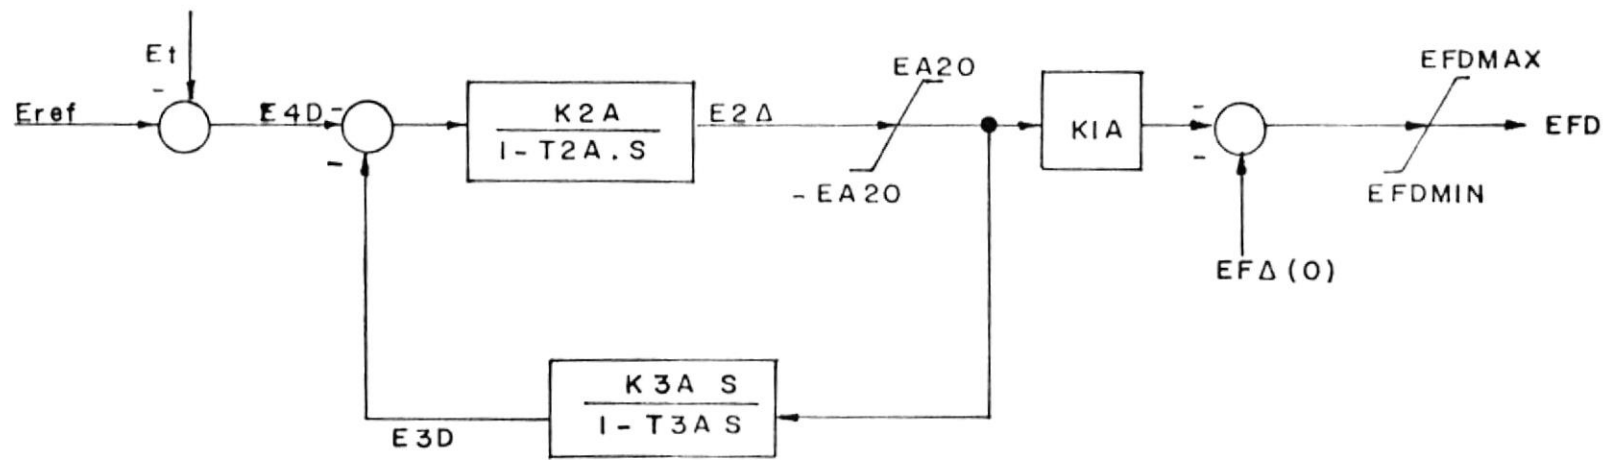 Et
-
Eref
E4D
-
-
K2A
1-T2A.S
E2Δ
EA20
-EA20
K1A
-
-
EFΔ(0)
EFDMAX
EFDMIN
EFD
K3A S
1-T3A S
E3D